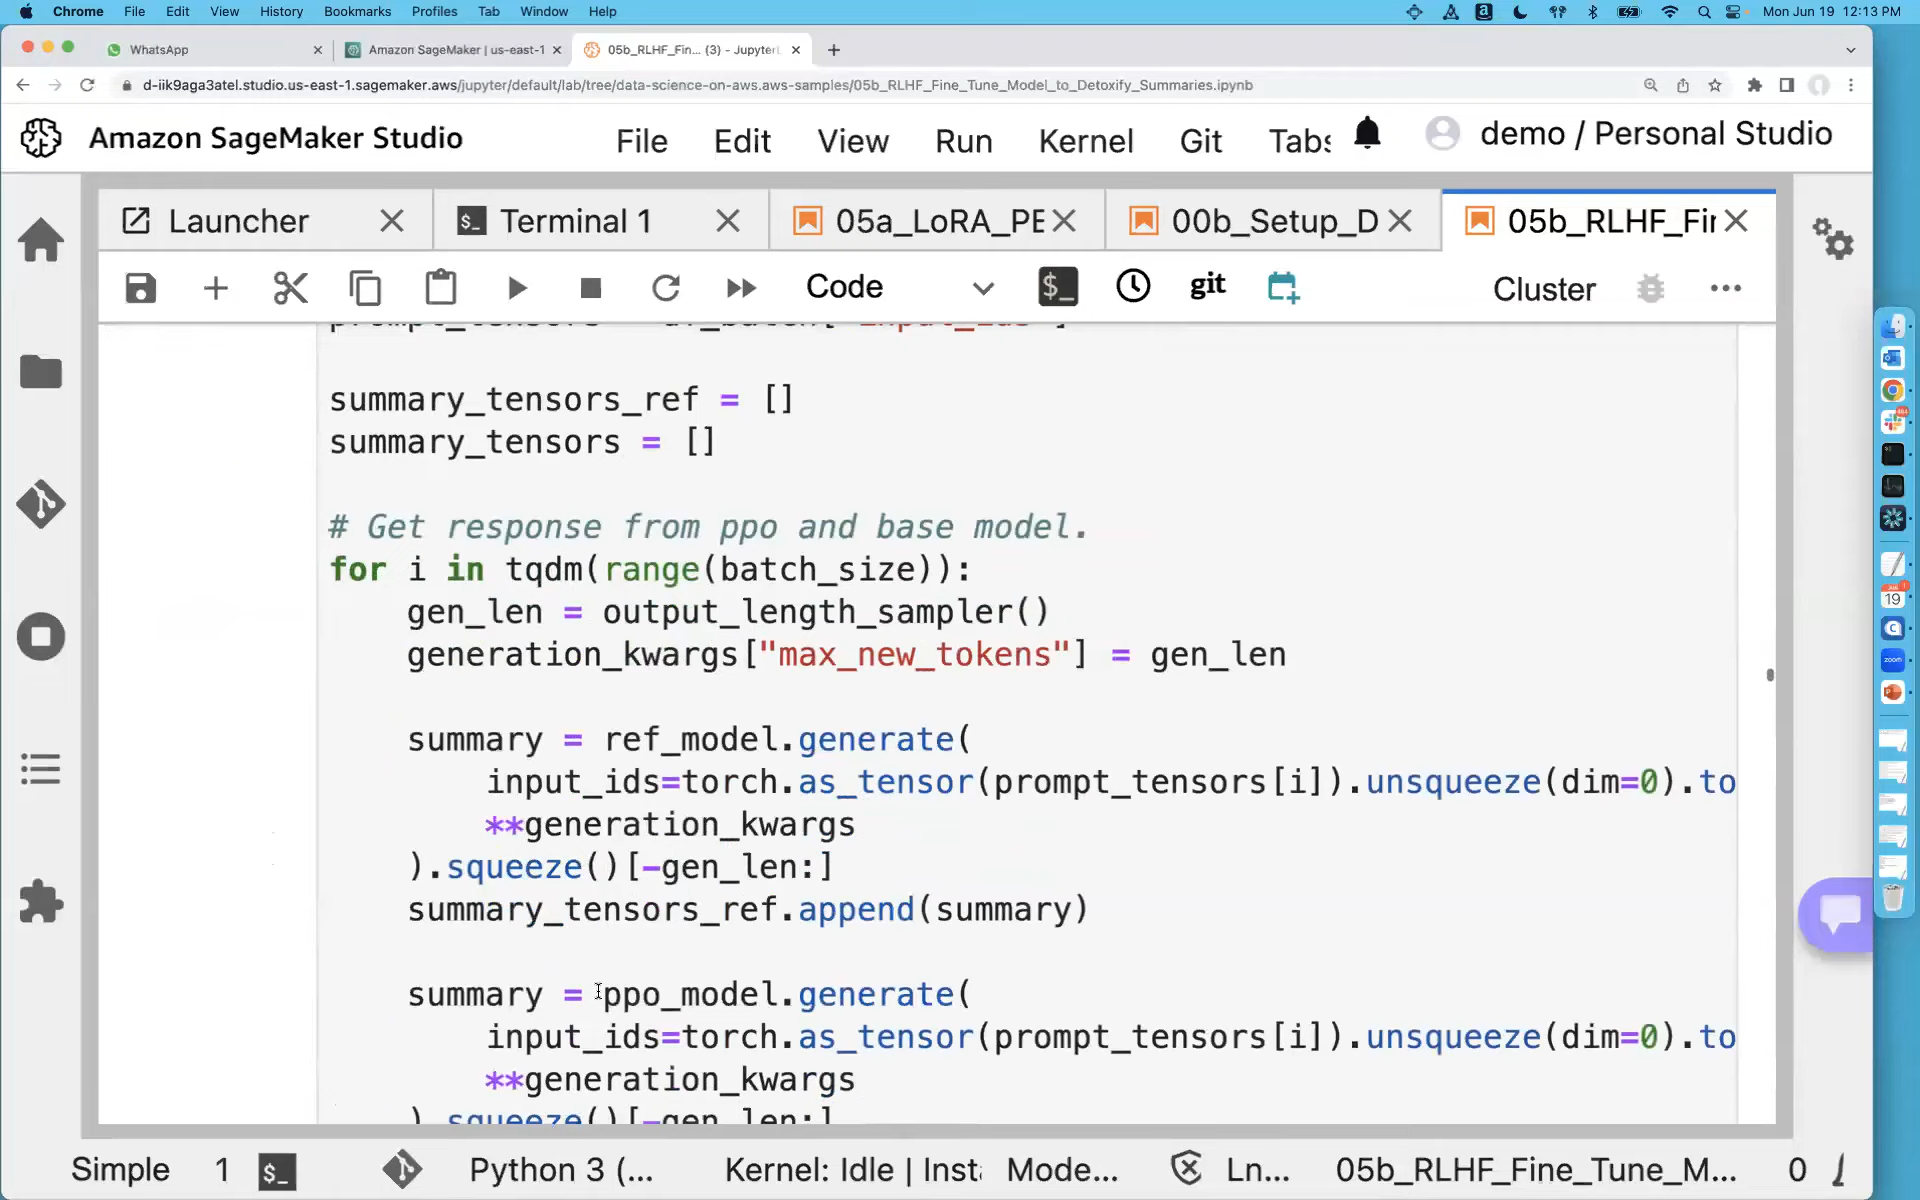 Chrome File Edit View History Bookmarks Profiles Tab Window Help Mon Jun 19 12:13 PM
WhatsApp Amazon SageMaker | us-east-1 05b_RLHF_Fin... (3) - JupyterL
d-iik9aga3atel.studio.us-east-1.sagemaker.aws/jupyter/default/lab/tree/data-science-on-aws.aws-samples/05b_RLHF_Fine_Tune_Model_to_Detoxify_Summaries.ipynb
Amazon SageMaker Studio File Edit View Run Kernel Git Tabs demo / Personal Studio
Launcher Terminal 1 05a_LoRA_PE 00b_Setup_D 05b_RLHF_Fir
Code git Cluster
summary_tensors_ref = []
summary_tensors = []
# Get response from ppo and base model.
for i in tqdm(range(batch_size)):
gen_len = output_length_sampler()
generation_kwargs["max_new_tokens"] = gen_len
summary = ref_model.generate(
input_ids=torch.as_tensor(prompt_tensors[i]).unsqueeze(dim=0).to
**generation_kwargs
).squeeze()[-gen_len:]
summary_tensors_ref.append(summary)
summary = ppo_model.generate(
input_ids=torch.as_tensor(prompt_tensors[i]).unsqueeze(dim=0).to
**generation_kwargs
).squeeze()[-gen_len:]
Simple 1 Python 3 (... Kernel: Idle | Inst Mode... Ln... 05b_RLHF_Fine_Tune_M... 0
19
zoom